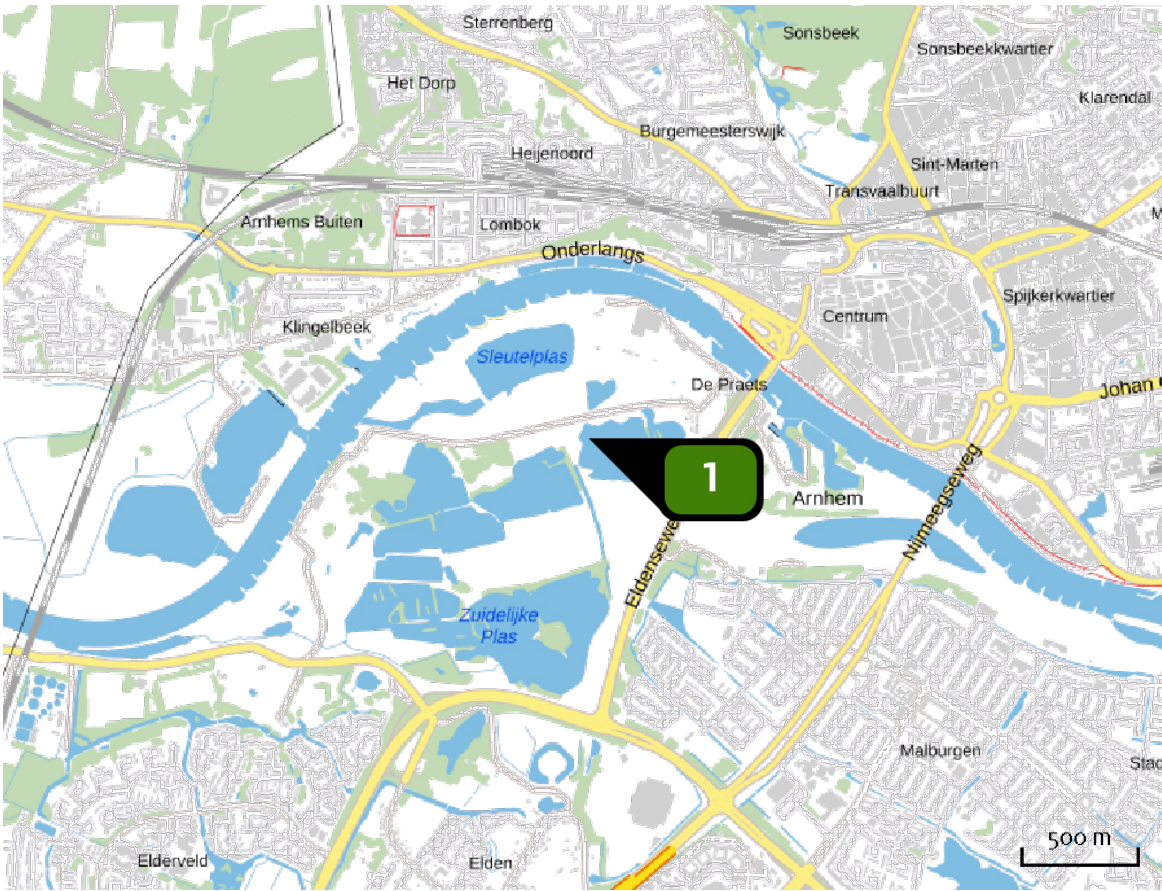 Sterrenberg
Sonsbeek
Sonsbeekkwartier
Het Dorp
Klarendal
Burgemeesterswijk
Heijenoord
Sint-Marten
Transvaalbuurt
Arnhems Buiten
Lombok
M
Onderlangs
Spijkerkwartier
Klingelbeek
Centrum
Sleutelplas
De Praets
Johan
1
Arnhem
Nijmeegseweg
Eldensewe
Zuidelijke
Plas
Malburgen
Stad
500 m
Elderveld
Elden